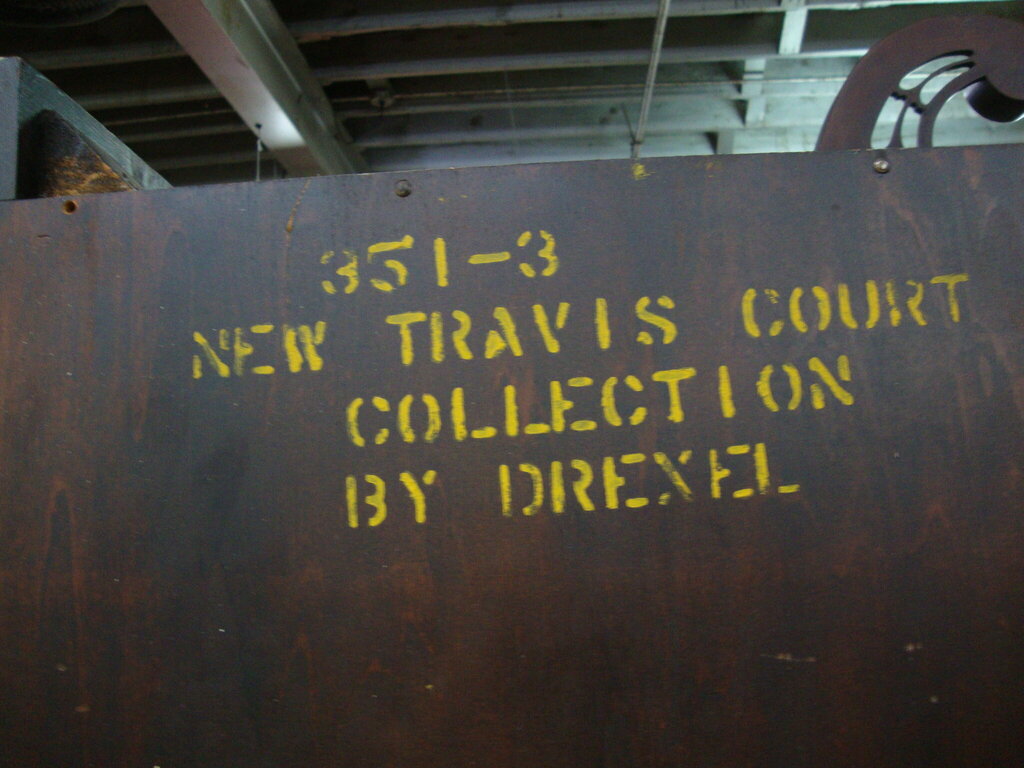 351-3
NEW TRAVIS COURT
COLLECTION
BY DREXEL